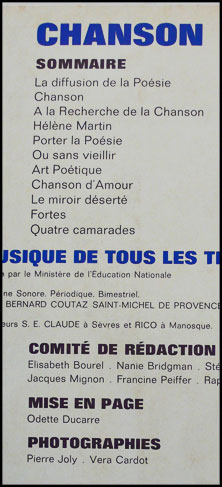 CHANSON
SOMMAIRE
La diffusion de la Poésie
Chanson
A la Recherche de la Chanson
Hélène Martin
Porter la Poésie
Ou sans vieillir
Art Poétique
Chanson d'Amour
Le miroir déserté
Fortes
Quatre camarades
USIQUE DE TOUS LES T
par le Ministère de l'Education Nationale
ne Sonore. Périodique. Bimestriel.
BERNARD COUTAZ SAINT-MICHEL DE PROVENCE
eurs S. E. CLAUDE à Sèvres et RICO à Manosque.
COMITÉ DE RÉDACTION
Elisabeth Bourel . Nanie Bridgman . Sté
Jacques Mignon . Francine Peiffer . Rap
MISE EN PAGE
Odette Ducarre
PHOTOGRAPHIES
Pierre Joly . Vera Cardot